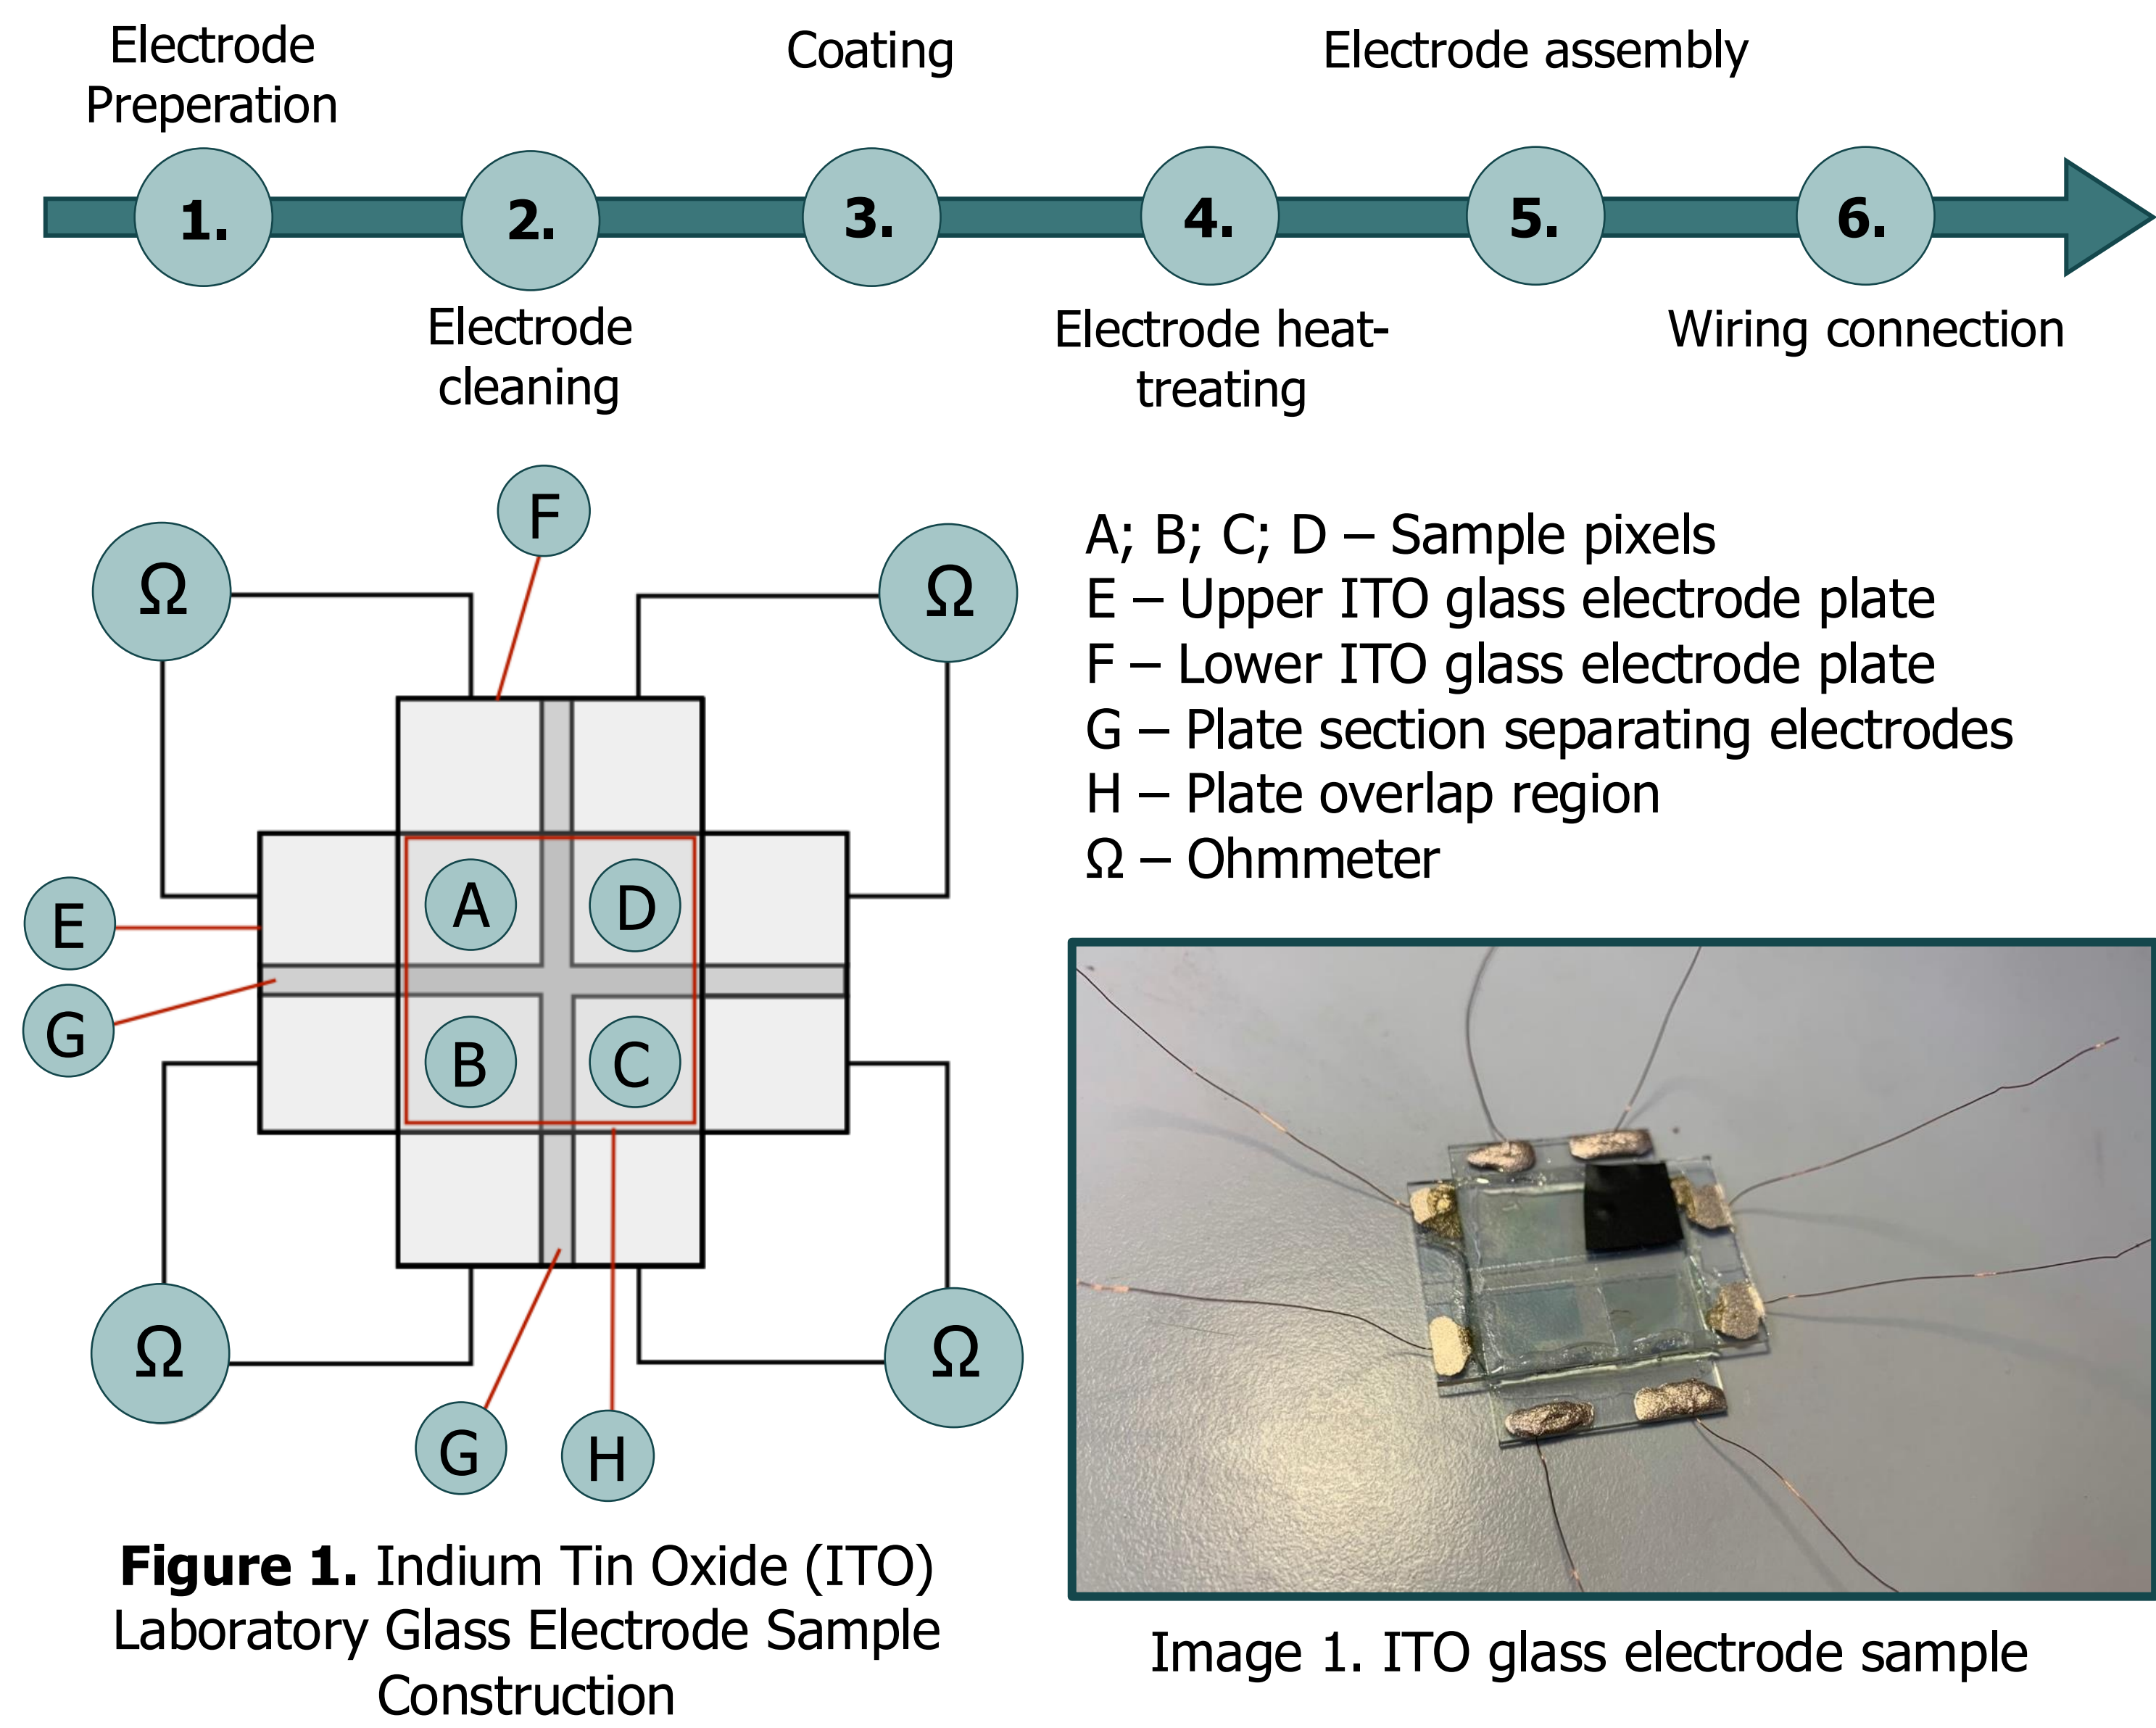 Electrode
Preperation
Coating
Electrode assembly
1.
2.
3.
4.
5.
6.
Electrode
cleaning
Electrode heat-
treating
Wiring connection
F
Ω
Ω
A; B; C; D – Sample pixels
E – Upper ITO glass electrode plate
F – Lower ITO glass electrode plate
G – Plate section separating electrodes
H – Plate overlap region
Ω – Ohmmeter
A
D
E
G
B
C
Ω
Ω
G
H
Figure 1. Indium Tin Oxide (ITO)
Laboratory Glass Electrode Sample
Construction
Image 1. ITO glass electrode sample